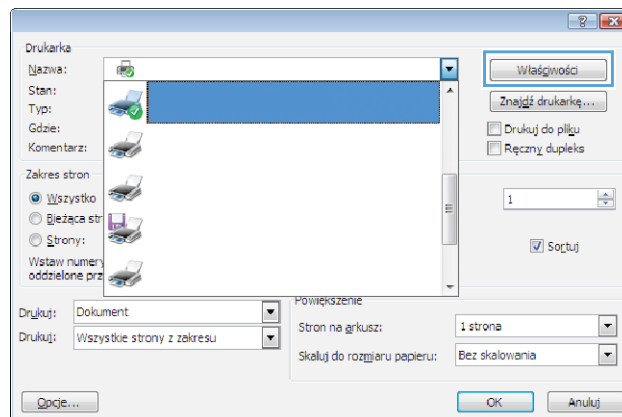 Drukarka
Nazwa:
Właściwości
Stan:
Typ:
Znajdź drukarkę...
Gdzie:
Drukuj do pliku
Komentarz:
Ręczny dupleks
Zakres stron
Wszystko
1
Bieżąca str
Strony:
Sortuj
Wstaw numery
oddzielone prz
Powiększenie
Drukuj: Dokument
Stron na arkusz: 1 strona
Drukuj: Wszystkie strony z zakresu
Skaluj do rozmiaru papieru: Bez skalowania
Opcje...
OK
Anuluj